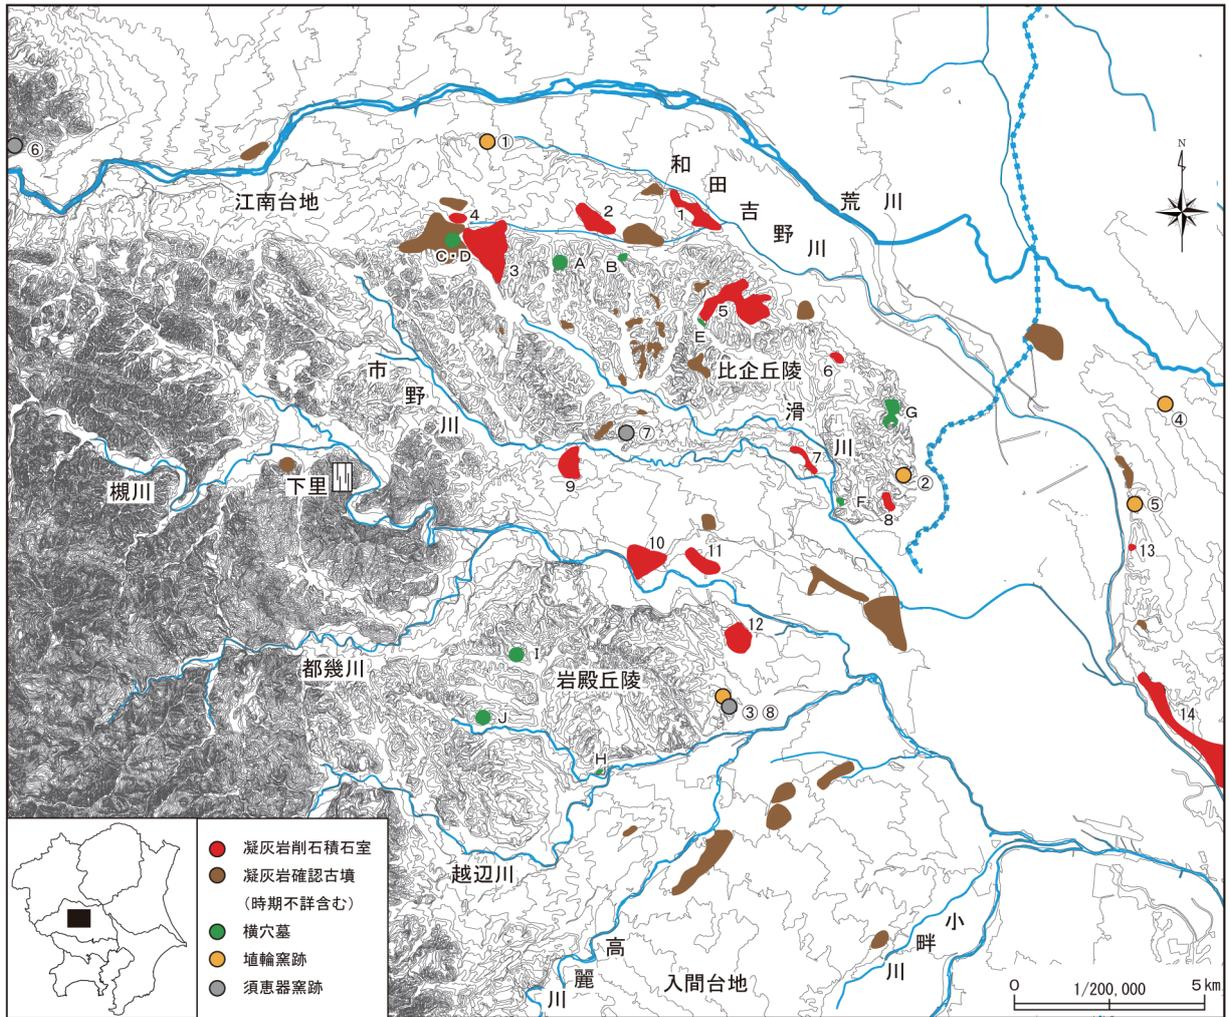 N
⑥
①
和田吉野川
荒川
江南台地
4
2
1
C・D
3
A
B
5
E
6
比企丘陵
④
市野川
滑川
G
⑦
7
②
⑤
槻川
下里
9
F
8
10
11
13
12
都幾川
I
岩殿丘陵
J
③⑧
14
H
越辺川
高麗川
小畔川
入間台地
凝灰岩削石積石室
凝灰岩確認古墳
（時期不詳含む）
横穴墓
埴輪窯跡
須恵器窯跡
0 1/200,000 5km